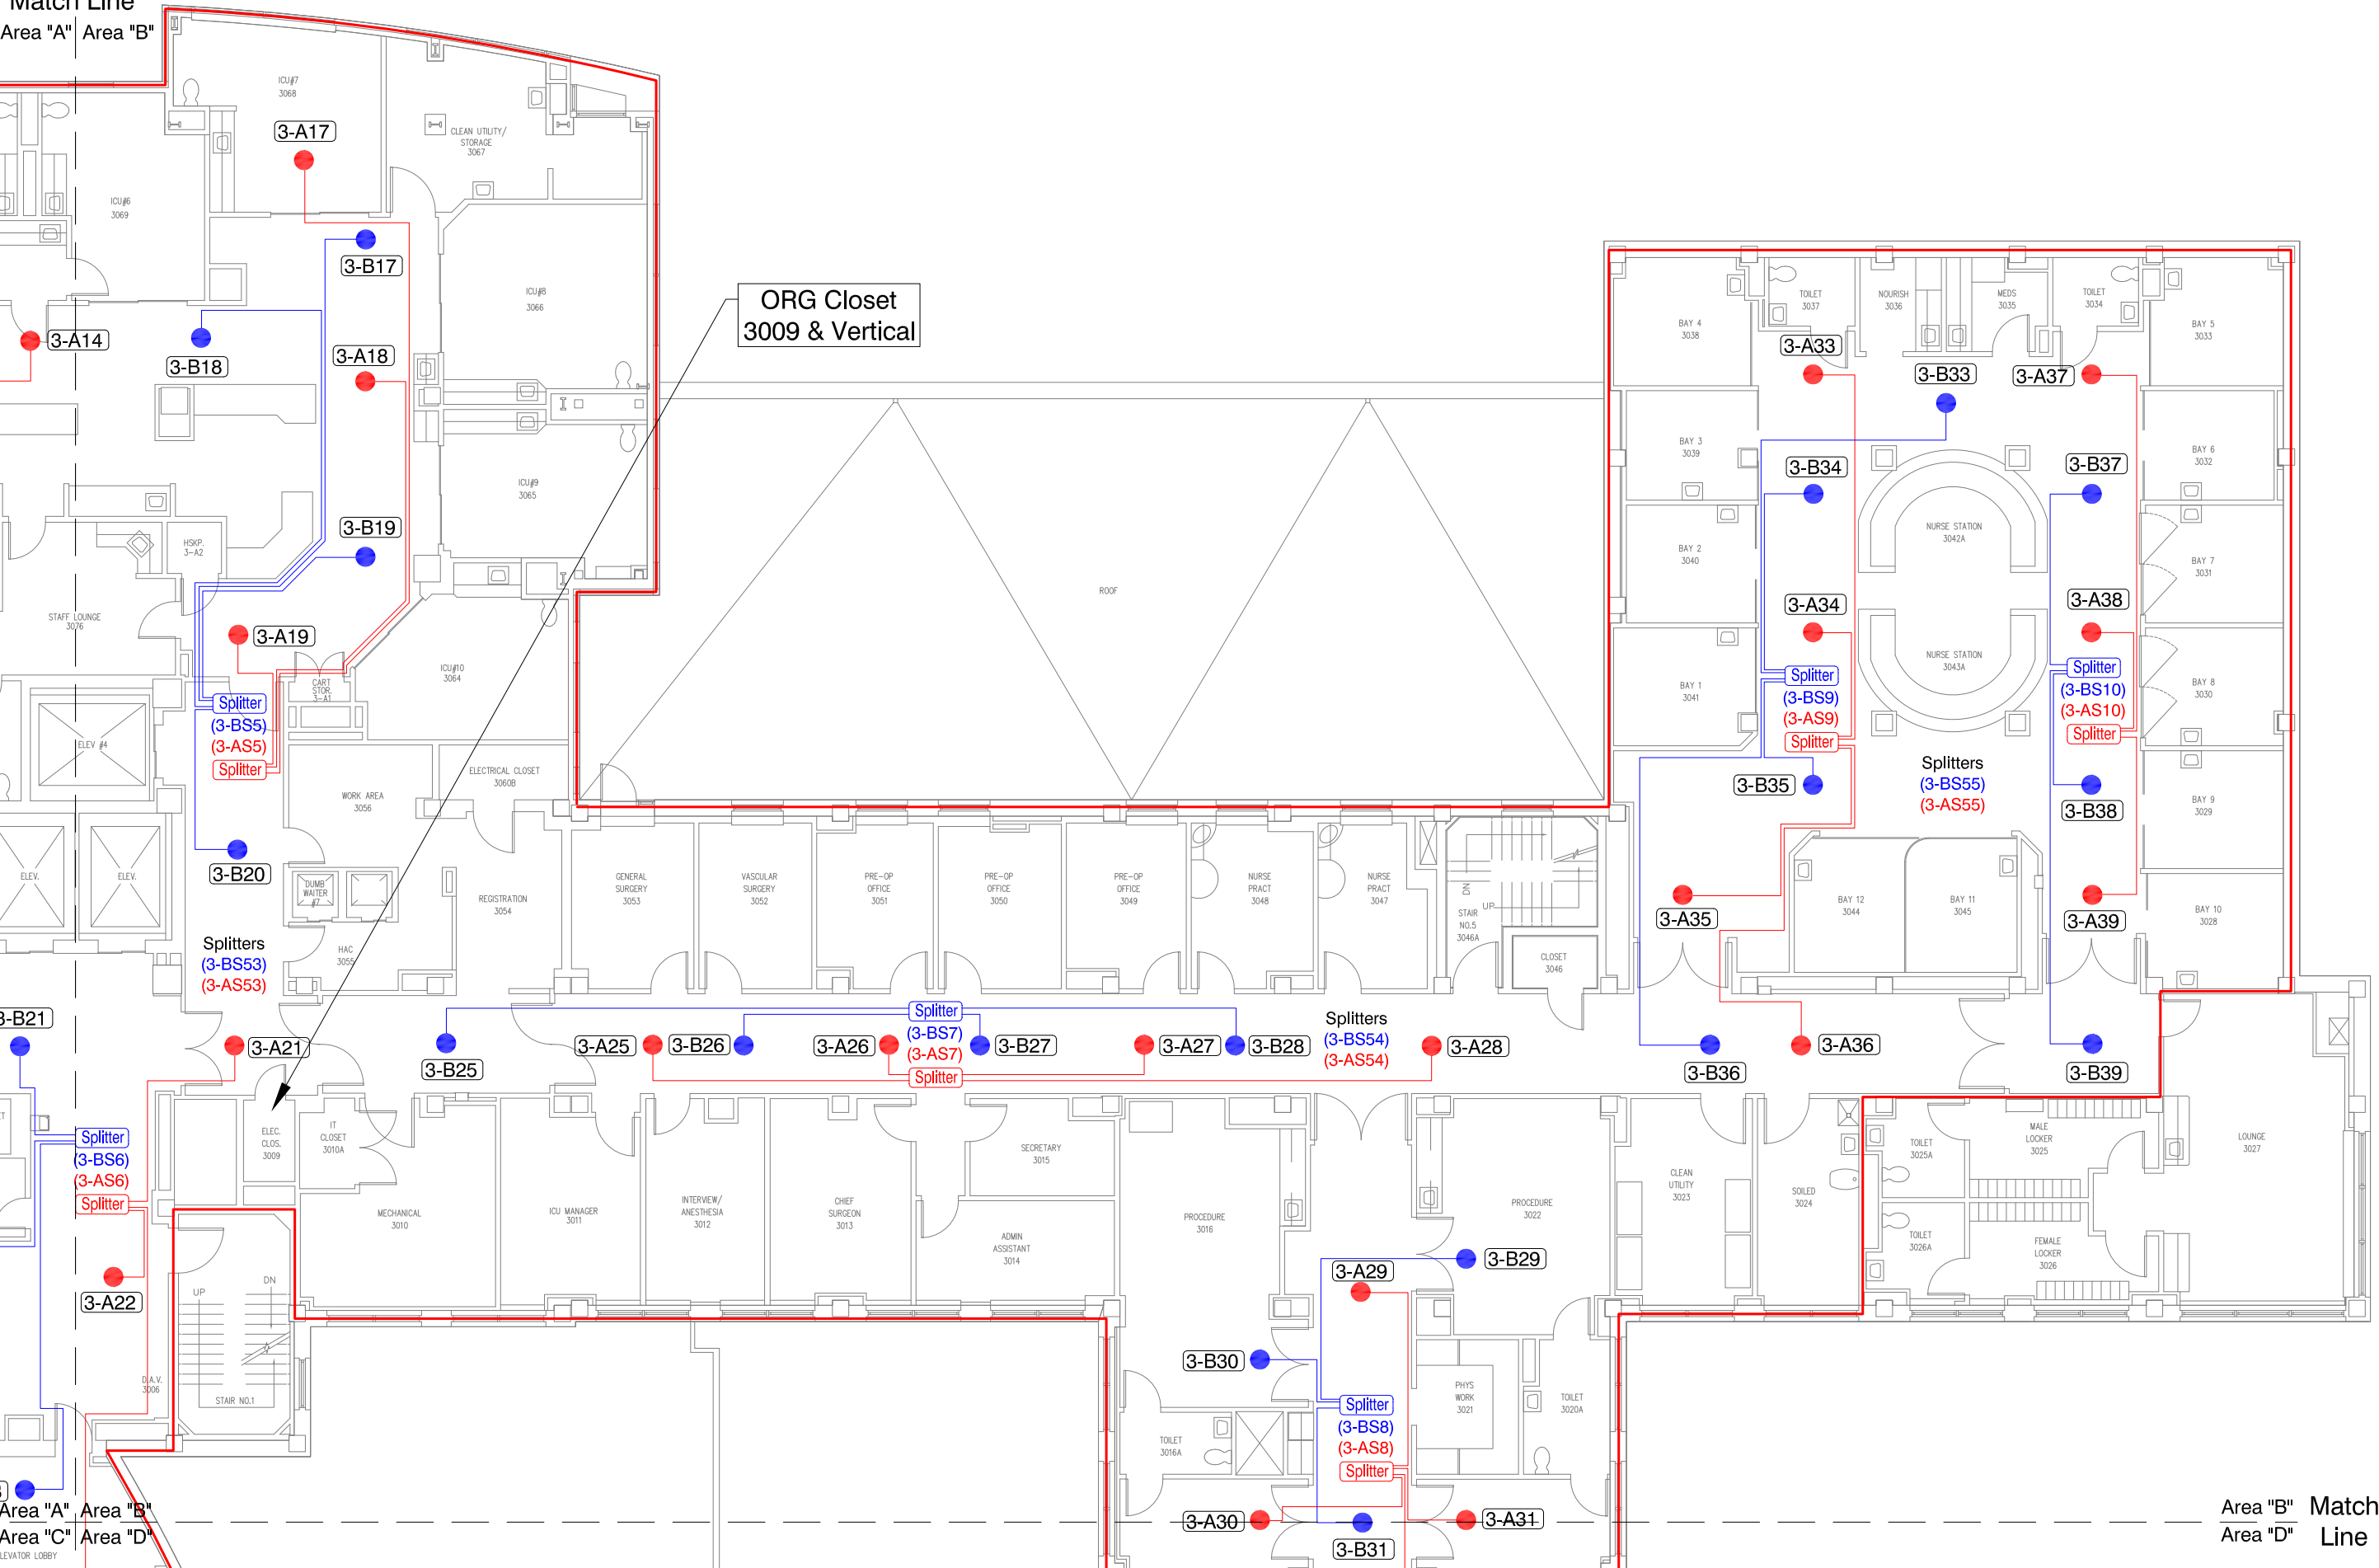 Match Line
Area "A" Area "B"
ICU#7
3068
3-A17
CLEAN UTILITY/
STORAGE
3067
ICU#6
3069
3-B17
ICU#8
3066
ORG Closet
3009 & Vertical
3-A14
3-B18
3-A18
3-B19
ICU#9
3065
HSKP.
3-A2
STAFF LOUNGE
3076
3-A19
ICU#10
3064
CART
STOR.
3-A1
Splitter
(3-BS5)
(3-AS5)
Splitter
ELEV #4
ELECTRICAL CLOSET
3060B
WORK AREA
3056
ELEV.
ELEV.
3-B20
DUMB
WAITER
#7
REGISTRATION
3054
HAC
3055
Splitters
(3-BS53)
(3-AS53)
ROOF
GENERAL
SURGERY
3053
VASCULAR
SURGERY
3052
PRE-OP
OFFICE
3051
PRE-OP
OFFICE
3050
PRE-OP
OFFICE
3049
NURSE
PRACT
3048
NURSE
PRACT
3047
DN
UP
STAIR
NO.5
3046A
CLOSET
3046
BAY 4
3038
TOILET
3037
NOURISH
3036
MEDS
3035
TOILET
3034
BAY 5
3033
3-A33
3-B33
3-A37
BAY 3
3039
3-B34
3-B37
BAY 6
3032
BAY 2
3040
NURSE STATION
3042A
BAY 7
3031
3-A34
3-A38
NURSE STATION
3043A
BAY 1
3041
Splitter
(3-BS9)
(3-AS9)
Splitter
Splitter
(3-BS10)
(3-AS10)
Splitter
BAY 8
3030
3-B35
Splitters
(3-BS55)
(3-AS55)
3-B38
BAY 9
3029
3-A35
BAY 12
3044
BAY 11
3045
3-A39
BAY 10
3028
3-B21
3-A21
3-B25
3-A25
3-B26
3-A26
Splitter
(3-BS7)
(3-AS7)
Splitter
3-B27
3-A27
3-B28
Splitters
(3-BS54)
(3-AS54)
3-A28
3-B36
3-A36
3-B39
Splitter
(3-BS6)
(3-AS6)
Splitter
3-A22
ELEC.
CLOS.
3009
IT
CLOSET
3010A
MECHANICAL
3010
ICU MANAGER
3011
INTERVIEW/
ANESTHESIA
3012
CHIEF
SURGEON
3013
SECRETARY
3015
ADMIN
ASSISTANT
3014
PROCEDURE
3016
PROCEDURE
3022
CLEAN
UTILITY
3023
SOILED
3024
TOILET
3025A
MALE
LOCKER
3025
LOUNGE
3027
TOILET
3026A
FEMALE
LOCKER
3026
UP
DN
STAIR NO.1
D.A.V.
3006
3-B29
3-A29
3-B30
Splitter
(3-BS8)
(3-AS8)
Splitter
PHYS
WORK
3021
TOILET
3020A
TOILET
3016A
3-A30
3-A31
3-B31
Area "A" Area "B"
Area "C" Area "D"
LEVATOR LOBBY
Area "B" Match
Area "D" Line